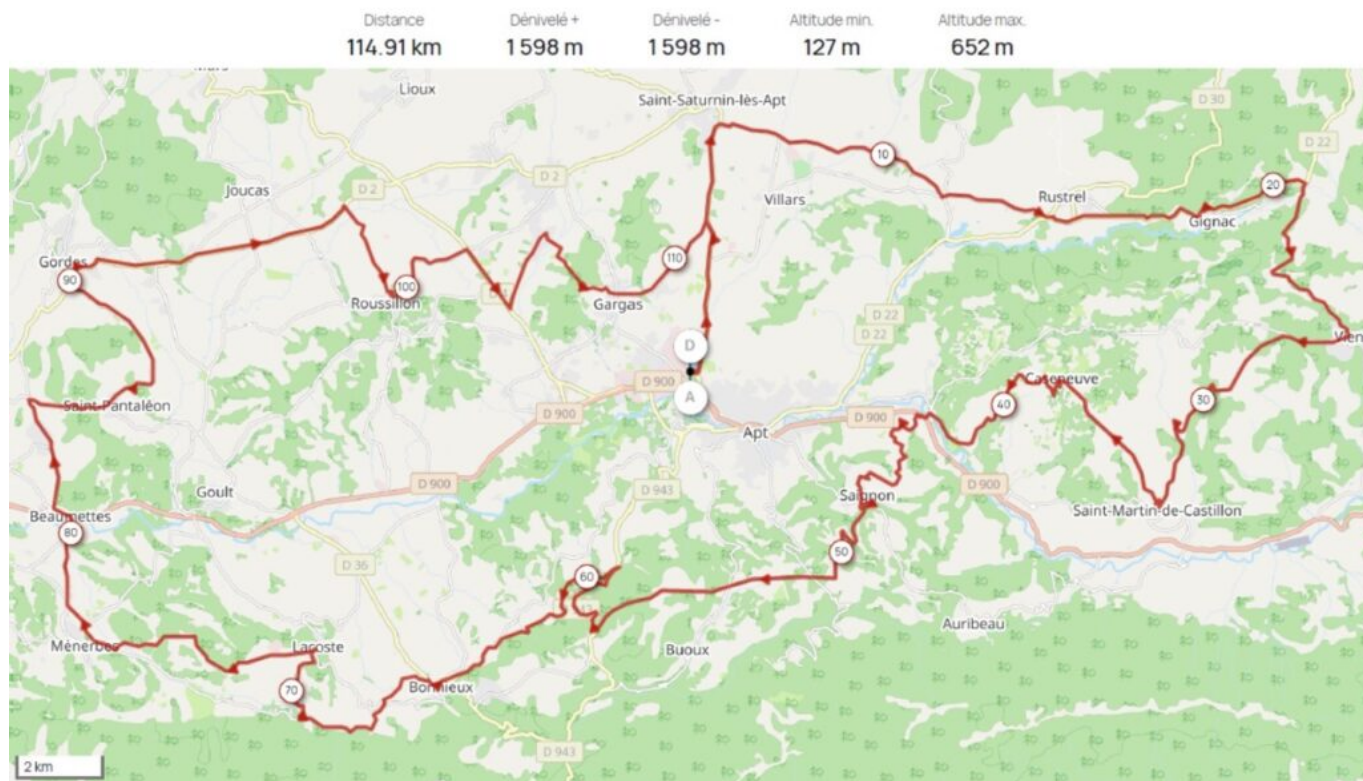 Distance
114.91 km
Dénivelé +
1 598 m
Dénivelé -
1 598 m
Altitude min.
127 m
Altitude max.
652 m
Lioux
Saint-Saturnin-lès-Apt
D 30
D 22
10
20
Joucas
D 2
D 2
Villars
Rustrel
Gignac
Gordes
90
Roussillon
100
110
Gargas
D 22
D 22
D
A
D 900
D 900
D 900
D 900
D 900
Apt
Caseneuve
30
40
Saint-Pantaléon
Goult
D 943
Saignon
Saint-Martin-de-Castillon
Beaumettes
80
50
60
D 36
Auribeau
Ménerbes
Lacoste
Buoux
70
Bonnieux
D 943
2 km